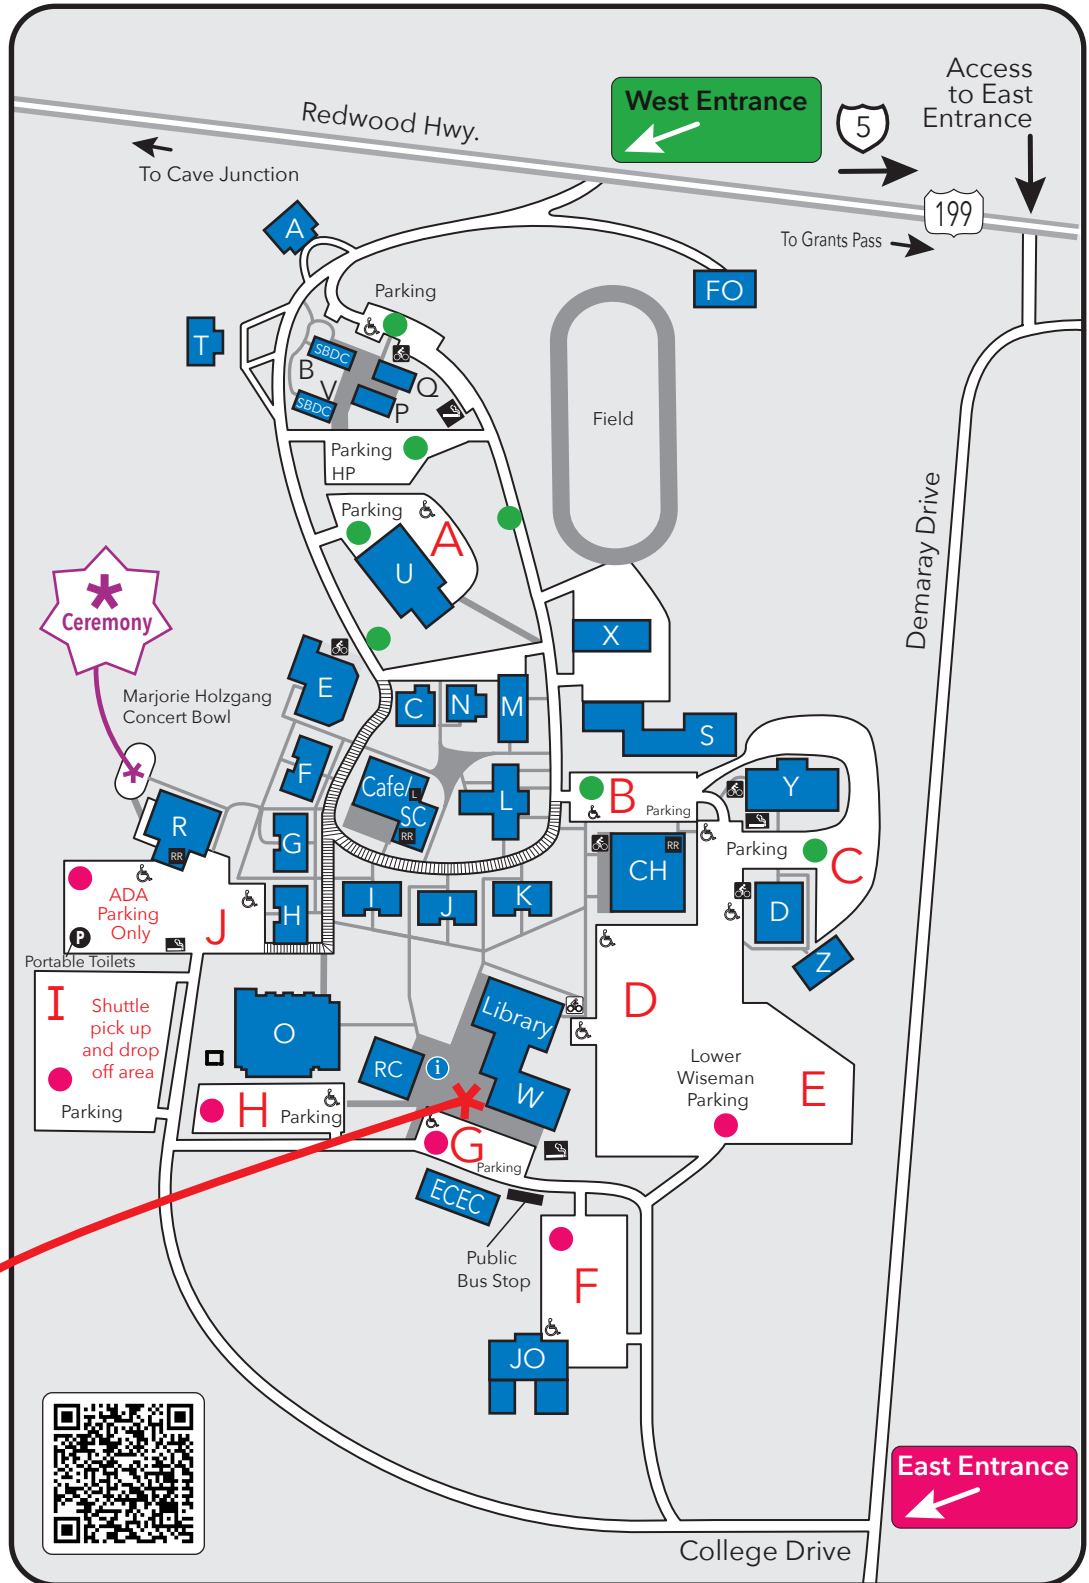 Access
to East
Entrance
West Entrance
5
Redwood Hwy.
199
To Cave Junction
To Grants Pass
A
FO
Parking
T
SBDC
B
V
Q
SBDC
P
Field
Parking
HP
Parking
A
U
Demaray Drive
Ceremony
X
E
Marjorie Holzgang
Concert Bowl
C
N
M
S
F
Cafe/
L
SC
RR
L
B
Parking
Y
R
RR
G
CH
RR
Parking
C
ADA
Parking
Only
J
H
I
J
K
D
P
Portable Toilets
Z
I
Shuttle
pick up
and drop
off area
Parking
O
Library
D
RC
i
W
Lower
Wiseman
Parking
E
H
Parking
G
Parking
ECEC
Public
Bus Stop
F
JO
East Entrance
College Drive